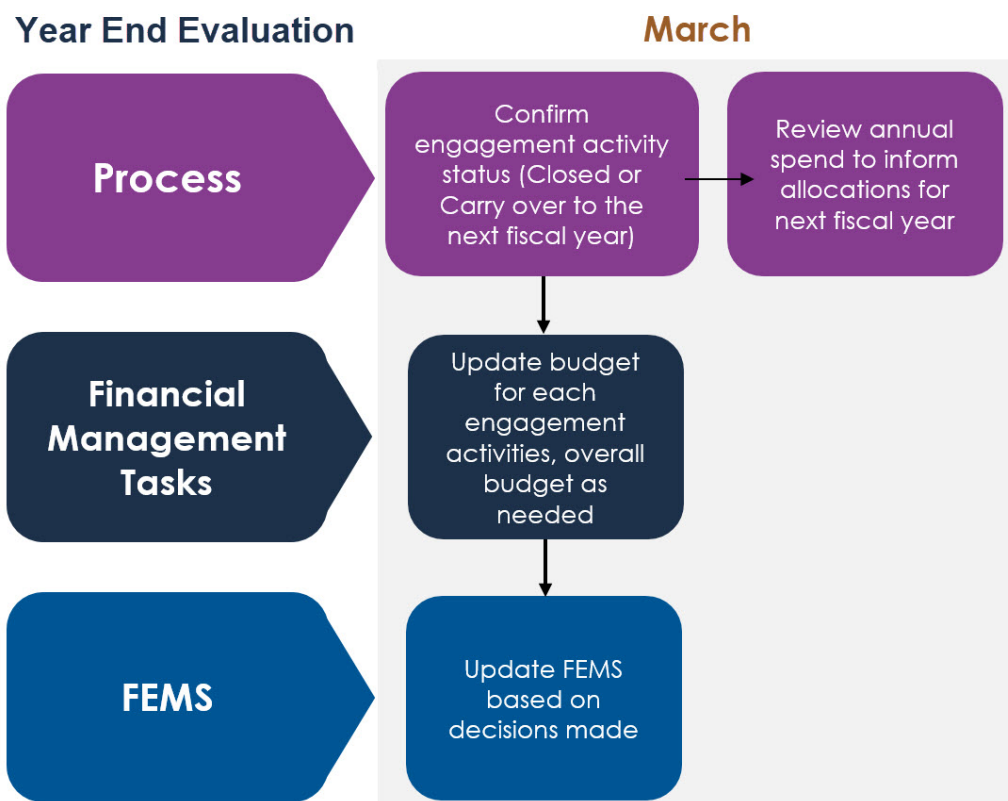 Year End Evaluation
March
Process
Confirm
engagement activity
status (Closed or
Carry over to the
next fiscal year)
Review annual
spend to inform
allocations for
next fiscal year
Financial
Management
Tasks
Update budget
for each
engagement
activities, overall
budget as
needed
FEMS
Update FEMS
based on
decisions made